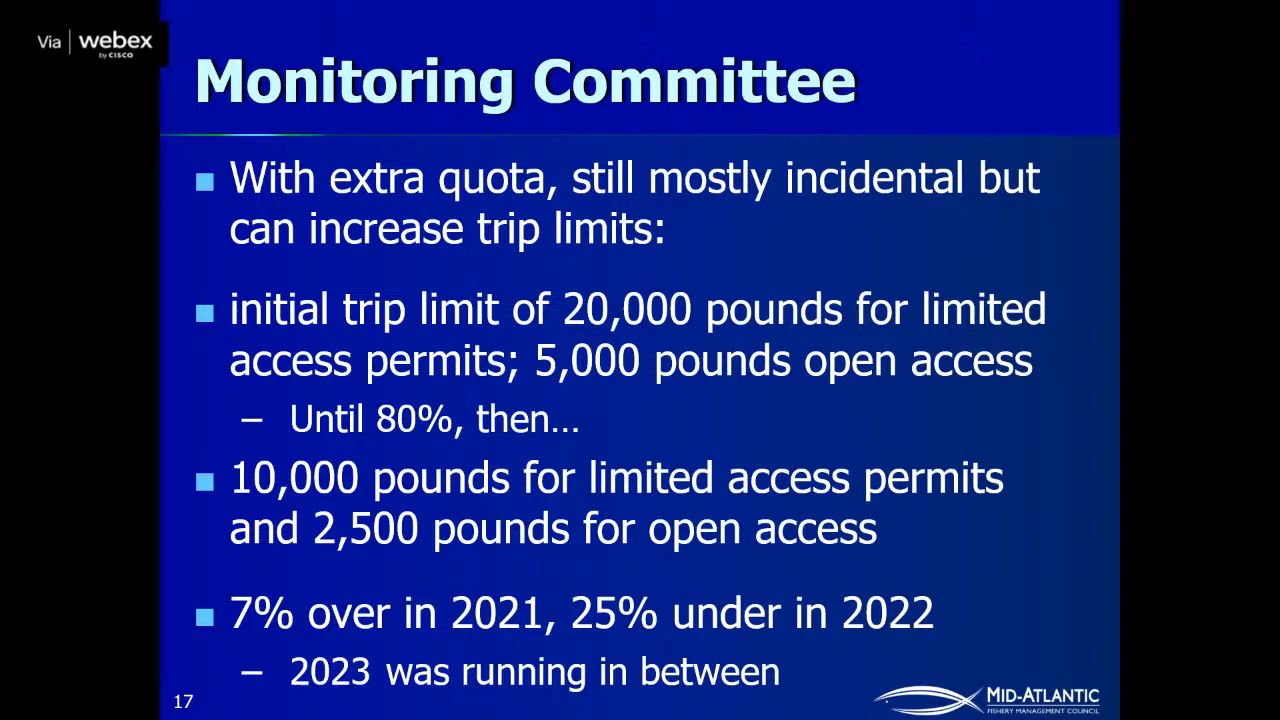 Via webex
by CISCO
Monitoring Committee
With extra quota, still mostly incidental but
can increase trip limits:
initial trip limit of 20,000 pounds for limited
access permits; 5,000 pounds open access
– Until 80%, then…
10,000 pounds for limited access permits
and 2,500 pounds for open access
7% over in 2021, 25% under in 2022
– 2023 was running in between
17
MID-ATLANTIC
FISHERY MANAGEMENT COUNCIL